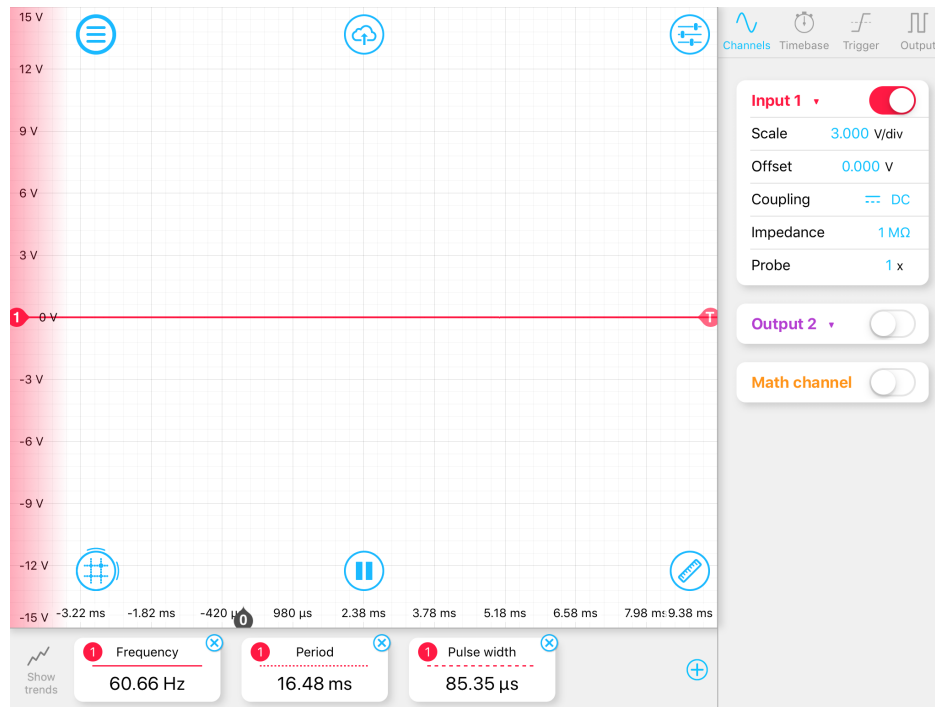 15 V
12 V
9 V
6 V
3 V
1 0 V T
-3 V
-6 V
-9 V
-12 V
-15 V
-3.22 ms -1.82 ms -420 µ 0 980 µs 2.38 ms 3.78 ms 5.18 ms 6.58 ms 7.98 ms 9.38 ms
Show
trends
1 Frequency
60.66 Hz
1 Period
16.48 ms
1 Pulse width
85.35 µs
Channels Timebase Trigger Output
Input 1
Scale 3.000 V/div
Offset 0.000 V
Coupling DC
Impedance 1 MΩ
Probe 1 x
Output 2
Math channel